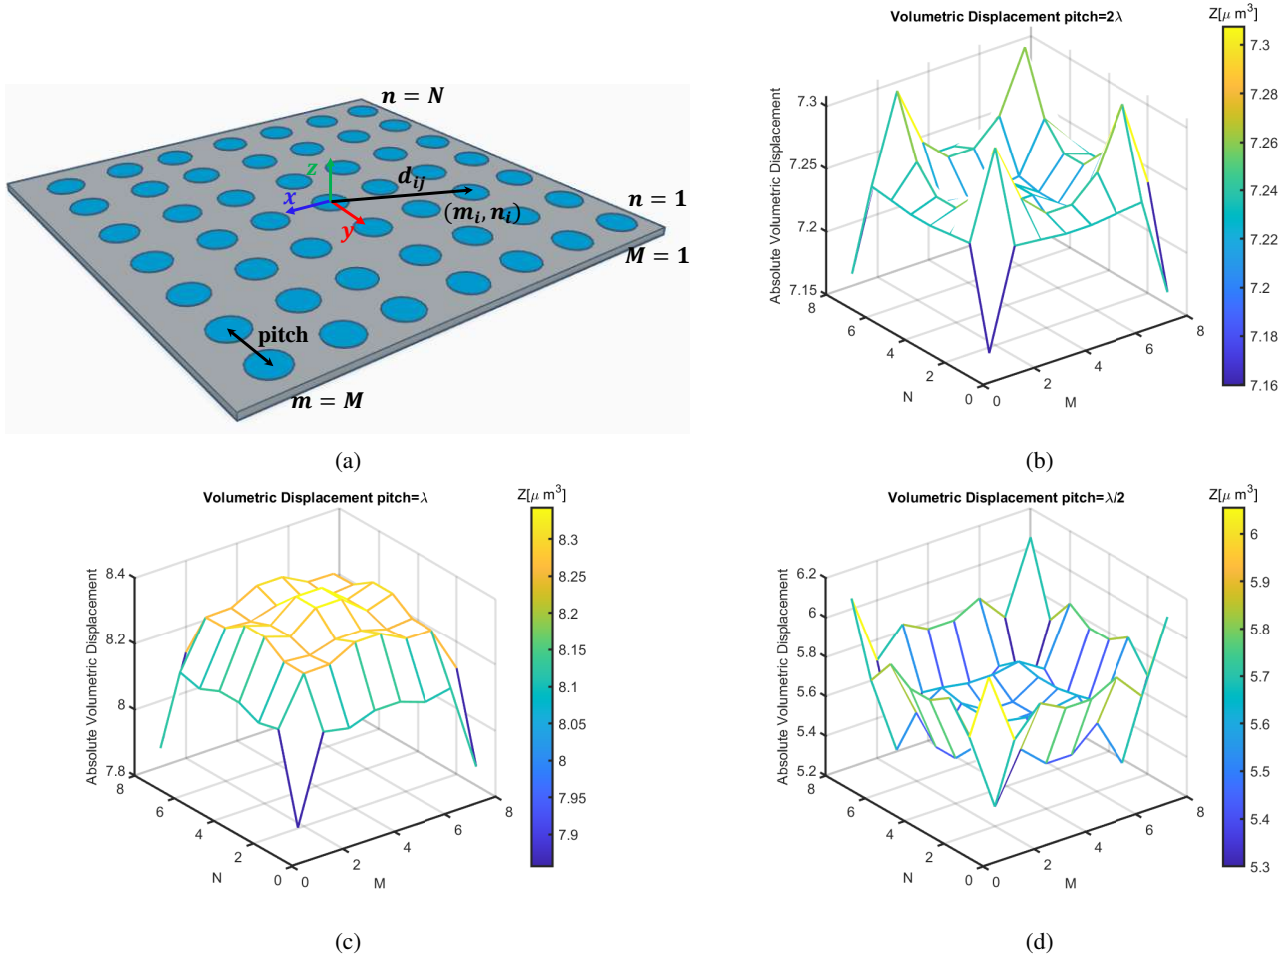 n = N
z
d_ij
x
(m_i, n_i)
n = 1
y
M = 1
pitch
m = M
(a)
Volumetric Displacement pitch=2λ
Z[μ m^3]
Absolute Volumetric Displacement
7.3
7.25
7.2
7.15
8
6
4
2
0
N
0
2
4
6
8
M
7.3
7.28
7.26
7.24
7.22
7.2
7.18
7.16
(b)
Volumetric Displacement pitch=λ
Z[μ m^3]
Absolute Volumetric Displacement
8.4
8.2
8
7.8
8
6
4
2
0
N
0
2
4
6
8
M
8.3
8.25
8.2
8.15
8.1
8.05
8
7.95
7.9
(c)
Volumetric Displacement pitch=λ/2
Z[μ m^3]
Absolute Volumetric Displacement
6.2
6
5.8
5.6
5.4
5.2
8
6
4
2
0
N
0
2
4
6
8
M
6
5.9
5.8
5.7
5.6
5.5
5.4
5.3
(d)